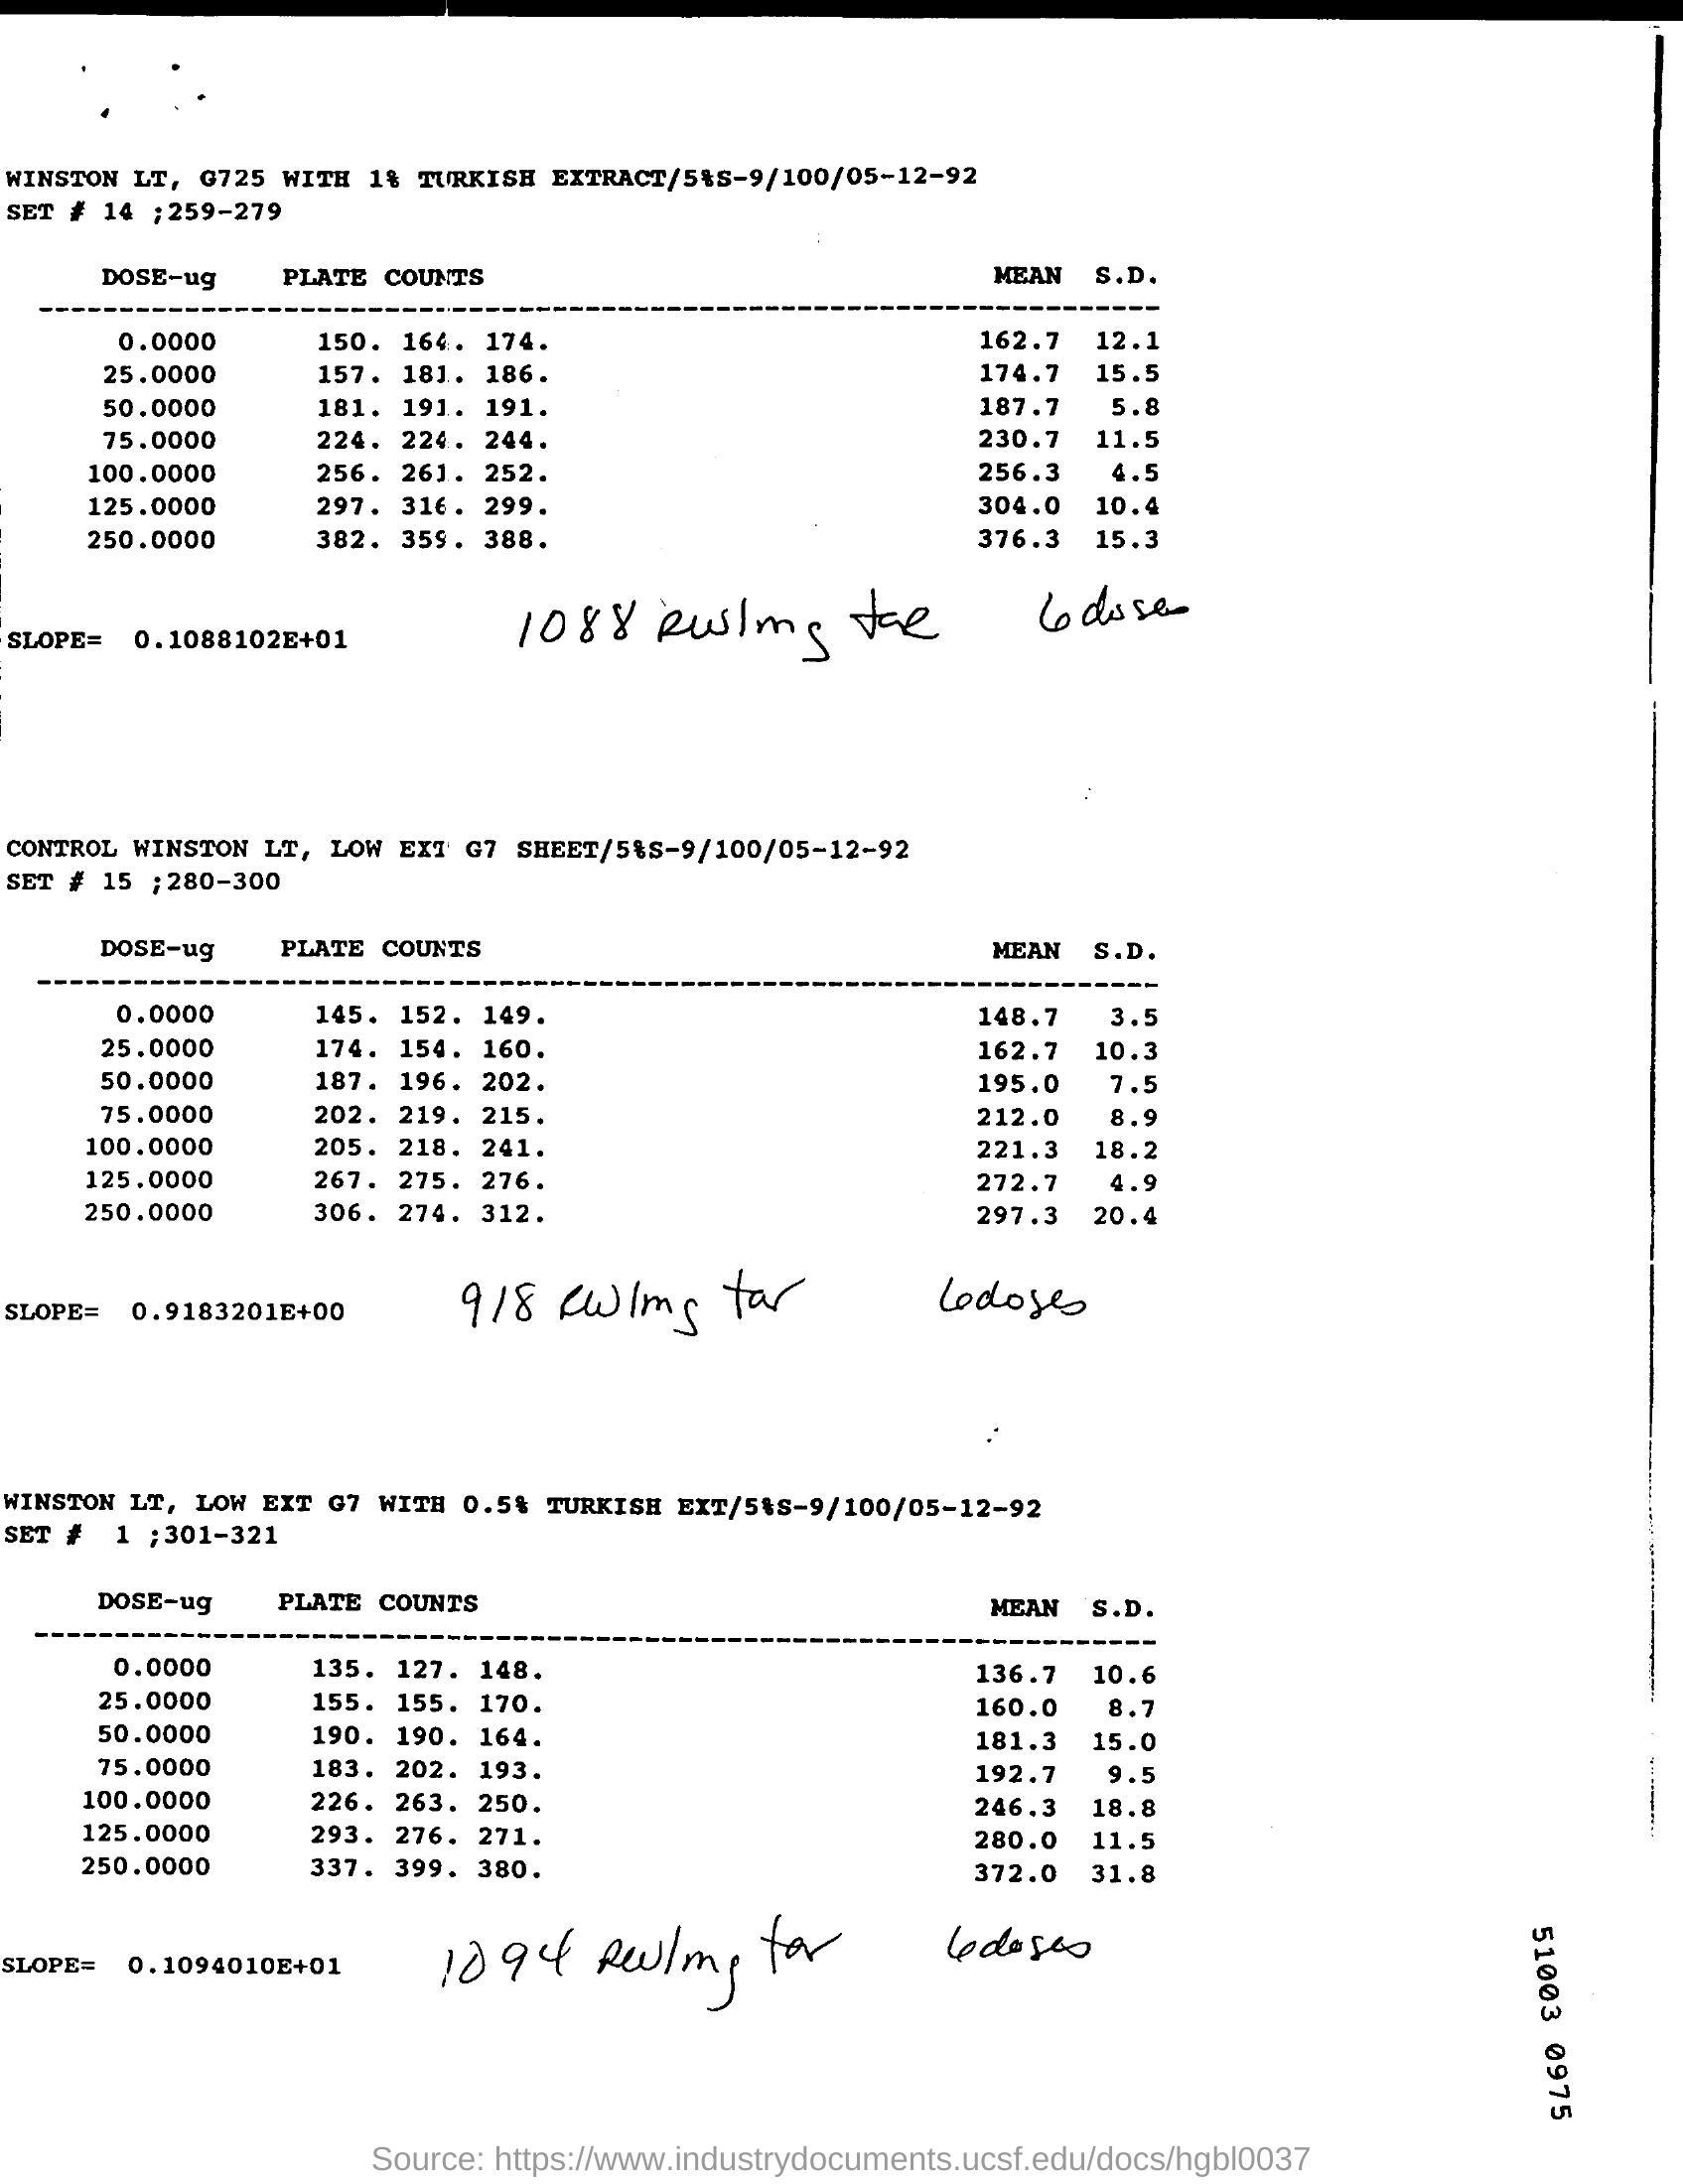 WINSTON LT, G725 WITH 1% TURKISH EXTRACT/5%S-9/100/05-12-92
SET # 14 ;259-279
DOSE-ug PLATE COUNTS MEAN S.D.
0.0000 150. 164. 174. 162.7 12.1
25.0000 157. 181. 186. 174.7 15.5
50.0000 181. 191. 191. 187.7 5.8
75.0000 224. 224. 244. 230.7 11.5
100.0000 256. 261. 252. 256.3 4.5
125.0000 297. 316. 299. 304.0 10.4
250.0000 382. 359. 388. 376.3 15.3
SLOPE= 0.1088102E+01 1088 rev/mg tar 6 doses
CONTROL WINSTON LT, LOW EXT G7 SHEET/5%S-9/100/05-12-92
SET # 15 ;280-300
DOSE-ug PLATE COUNTS MEAN S.D.
0.0000 145. 152. 149. 148.7 3.5
25.0000 174. 154. 160. 162.7 10.3
50.0000 187. 196. 202. 195.0 7.5
75.0000 202. 219. 215. 212.0 8.9
100.0000 205. 218. 241. 221.3 18.2
125.0000 267. 275. 276. 272.7 4.9
250.0000 306. 274. 312. 297.3 20.4
SLOPE= 0.9183201E+00 918 rev/mg tar 6 doses
WINSTON LT, LOW EXT G7 WITH 0.5% TURKISH EXT/5%S-9/100/05-12-92
SET # 1 ;301-321
DOSE-ug PLATE COUNTS MEAN S.D.
0.0000 135. 127. 148. 136.7 10.6
25.0000 155. 155. 170. 160.0 8.7
50.0000 190. 190. 164. 181.3 15.0
75.0000 183. 202. 193. 192.7 9.5
100.0000 226. 263. 250. 246.3 18.8
125.0000 293. 276. 271. 280.0 11.5
250.0000 337. 399. 380. 372.0 31.8
SLOPE= 0.1094010E+01 1094 rev/mg tar 6 doses
51003 0975
Source: https://www.industrydocuments.ucsf.edu/docs/hgbl0037